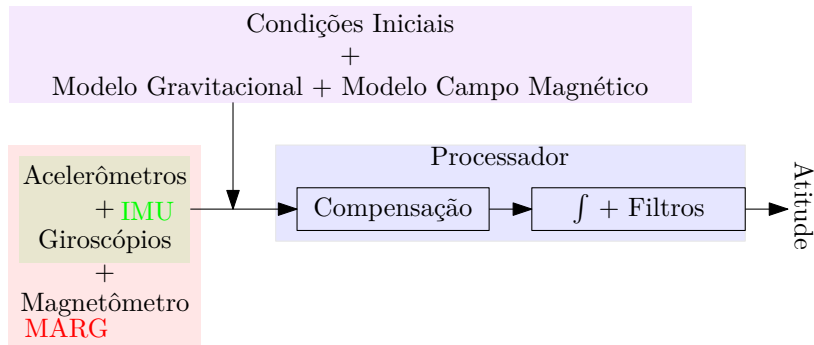 Condições Iniciais
+
Modelo Gravitacional + Modelo Campo Magnético
Acelerômetros
+ IMU
Giroscópios
+
Magnetômetro
MARG
Processador
Compensação
∫ + Filtros
Atitude